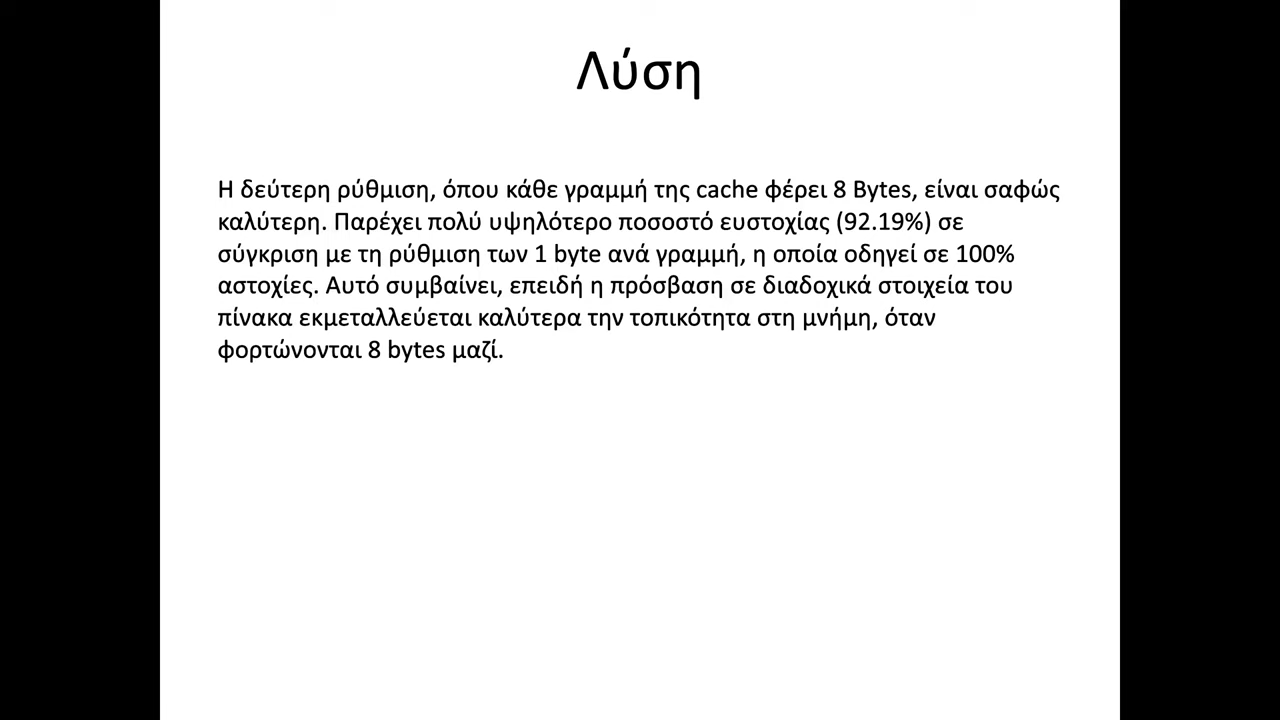 Λύση
Η δεύτερη ρύθμιση, όπου κάθε γραμμή της cache φέρει 8 Bytes, είναι σαφώς
καλύτερη. Παρέχει πολύ υψηλότερο ποσοστό ευστοχίας (92.19%) σε
σύγκριση με τη ρύθμιση των 1 byte ανά γραμμή, η οποία οδηγεί σε 100%
αστοχίες. Αυτό συμβαίνει, επειδή η πρόσβαση σε διαδοχικά στοιχεία του
πίνακα εκμεταλλεύεται καλύτερα την τοπικότητα στη μνήμη, όταν
φορτώνονται 8 bytes μαζί.